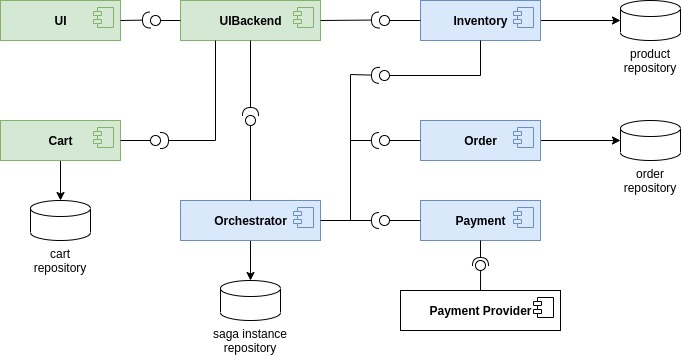 UI
UIBackend
Inventory
product
repository
Cart
Order
order
repository
cart
repository
Orchestrator
Payment
saga instance
repository
Payment Provider